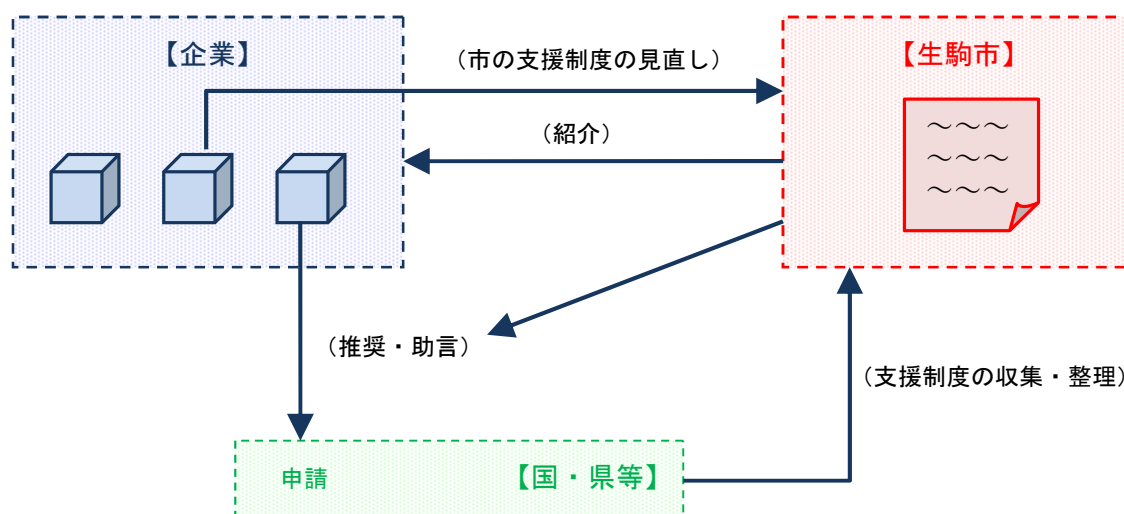 【企業】
（市の支援制度の見直し）
【生駒市】
（紹介）
～～～
～～～
～～～
（推奨・助言）
（支援制度の収集・整理）
申請
【国・県等】